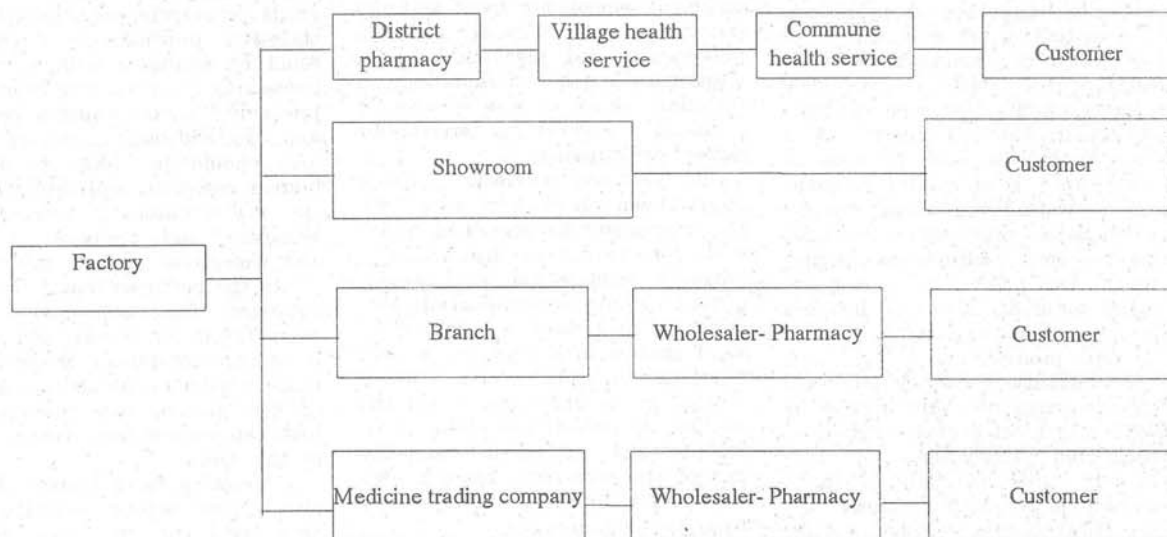 District
pharmacy
Village health
service
Commune
health service
Customer
Showroom
Customer
Factory
Branch
Wholesaler- Pharmacy
Customer
Medicine trading company
Wholesaler- Pharmacy
Customer